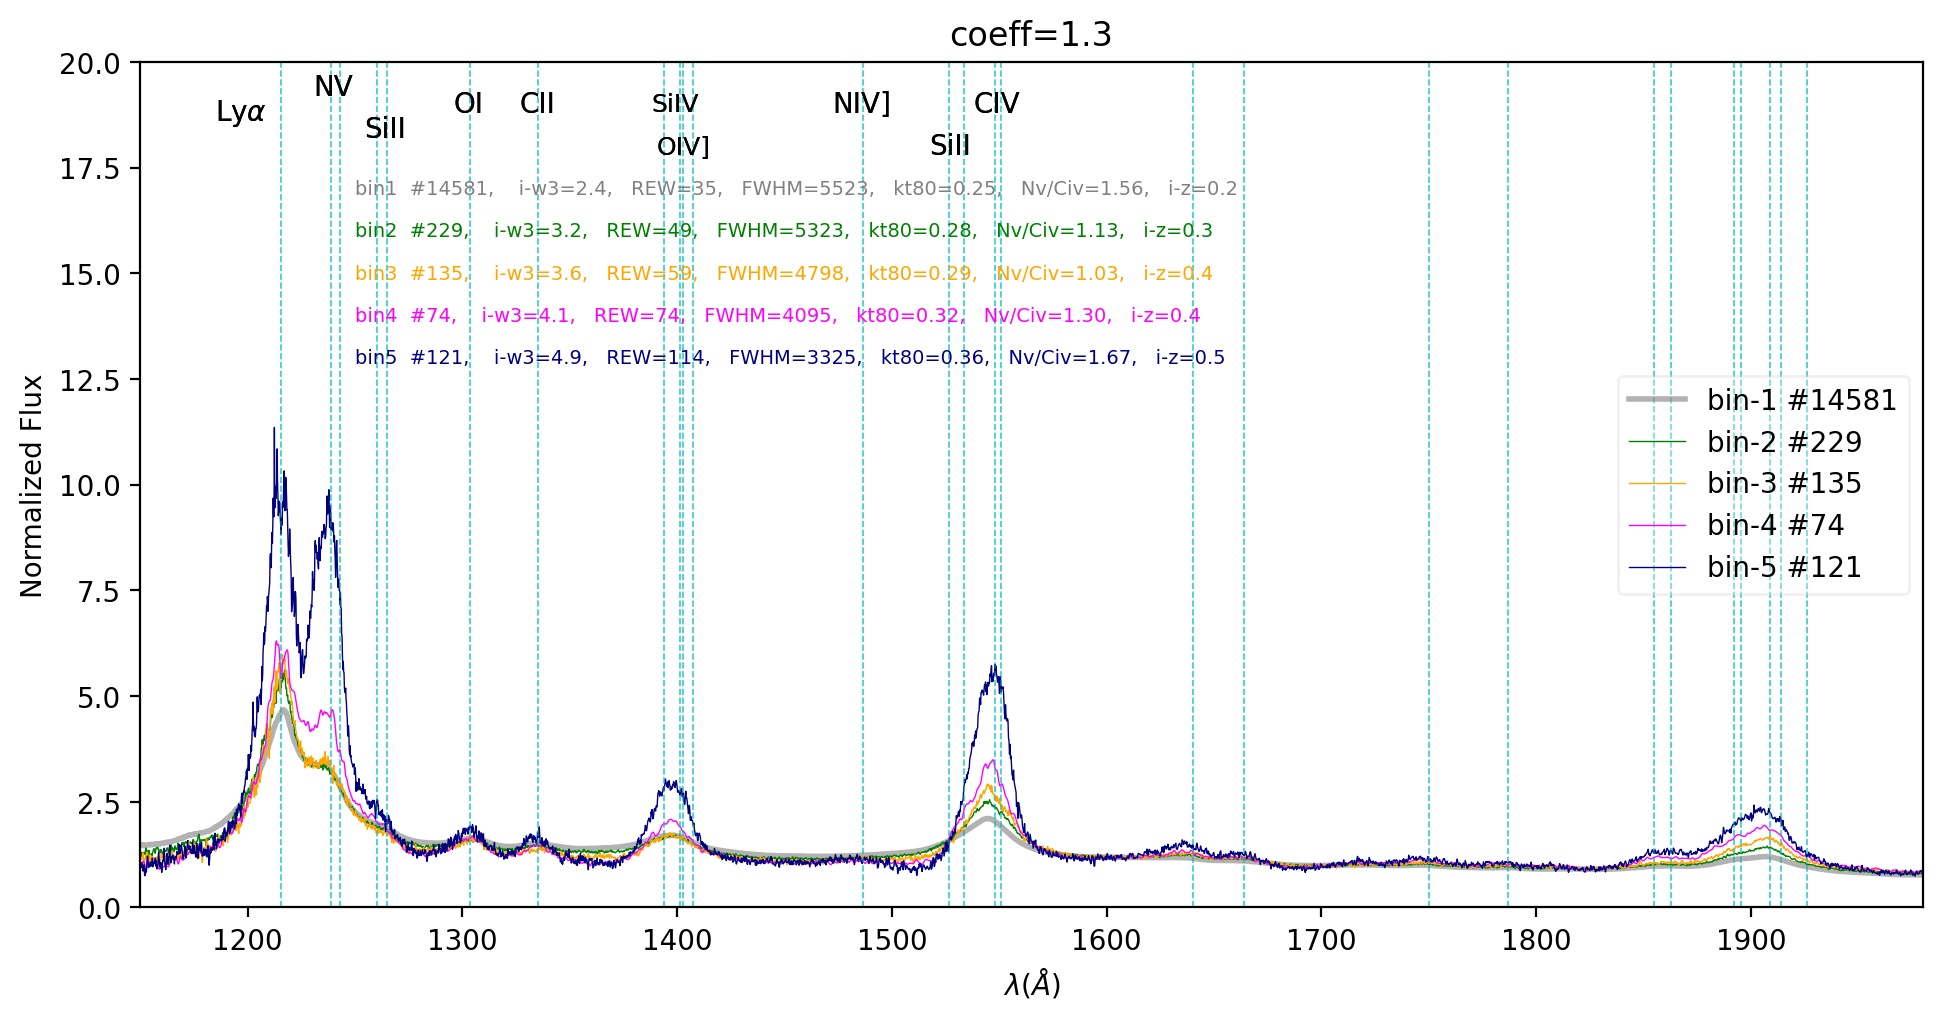 coeff=1.3
20.0
17.5
15.0
12.5
10.0
7.5
5.0
2.5
0.0
Normalized Flux
Lyα
NV
SiII
OI
CII
SiIV
OIV]
NIV]
SiII
CIV
bin1 #14581, i-w3=2.4, REW=35, FWHM=5523, kt80=0.25, Nv/Civ=1.56, i-z=0.2
bin2 #229, i-w3=3.2, REW=49, FWHM=5323, kt80=0.28, Nv/Civ=1.13, i-z=0.3
bin3 #135, i-w3=3.6, REW=59, FWHM=4798, kt80=0.29, Nv/Civ=1.03, i-z=0.4
bin4 #74, i-w3=4.1, REW=74, FWHM=4095, kt80=0.32, Nv/Civ=1.30, i-z=0.4
bin5 #121, i-w3=4.9, REW=114, FWHM=3325, kt80=0.36, Nv/Civ=1.67, i-z=0.5
bin-1 #14581
bin-2 #229
bin-3 #135
bin-4 #74
bin-5 #121
1200 1300 1400 1500 1600 1700 1800 1900
λ(Å)